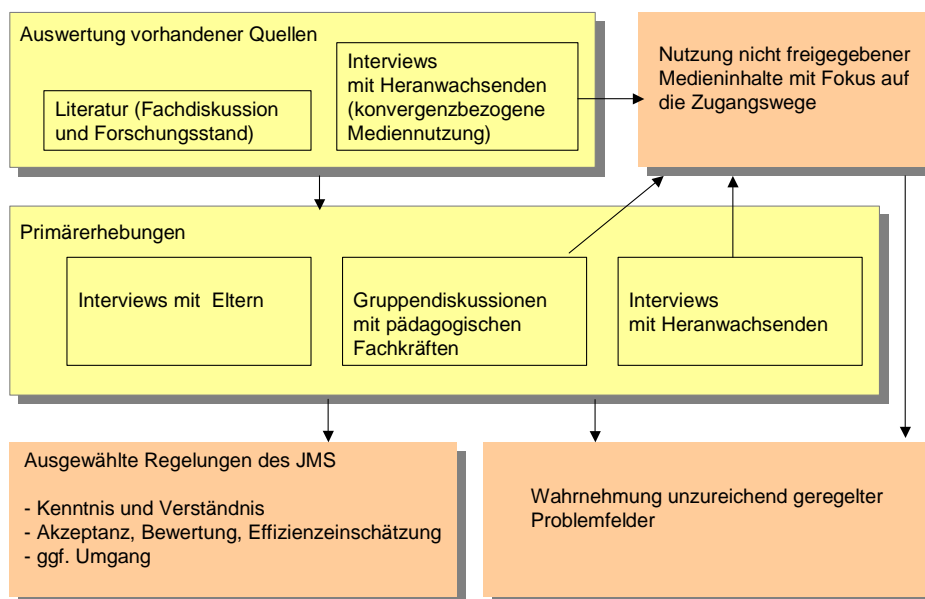 Auswertung vorhandener Quellen
Literatur (Fachdiskussion
und Forschungsstand)
Interviews
mit Heranwachsenden
(konvergenzbezogene
Mediennutzung)
Nutzung nicht freigegebener
Medieninhalte mit Fokus auf
die Zugangswege
Primärerhebungen
Interviews mit Eltern
Gruppendiskussionen
mit pädagogischen
Fachkräften
Interviews
mit Heranwachsenden
Ausgewählte Regelungen des JMS
- Kenntnis und Verständnis
- Akzeptanz, Bewertung, Effizienzeinschätzung
- ggf. Umgang
Wahrnehmung unzureichend geregelter
Problemfelder